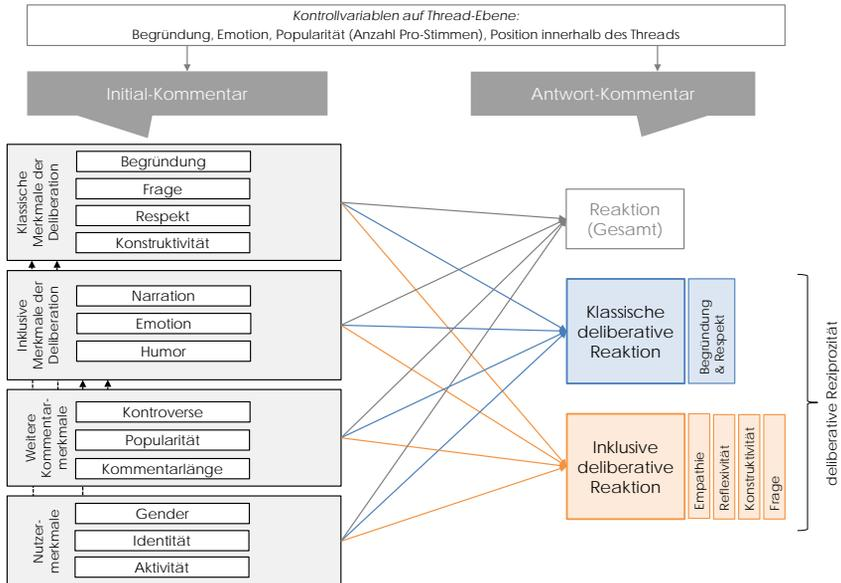 Kontrollvariablen auf Thread-Ebene:
Begründung, Emotion, Popularität (Anzahl Pro-Stimmen), Position innerhalb des Threads
Initial-Kommentar
Antwort-Kommentar
Klassische
Merkmale der
Deliberation
Begründung
Frage
Respekt
Konstruktivität
Inklusive
Merkmale der
Deliberation
Narration
Emotion
Humor
Weitere
Kommentar-
merkmale
Kontroverse
Popularität
Kommentarlänge
Nutzer-
merkmale
Gender
Identität
Aktivität
Reaktion
(Gesamt)
Klassische
deliberative
Reaktion
Begründung
& Respekt
Inklusive
deliberative
Reaktion
Empathie
Reflexivität
Konstruktivität
Frage
deliberative Reziprozität